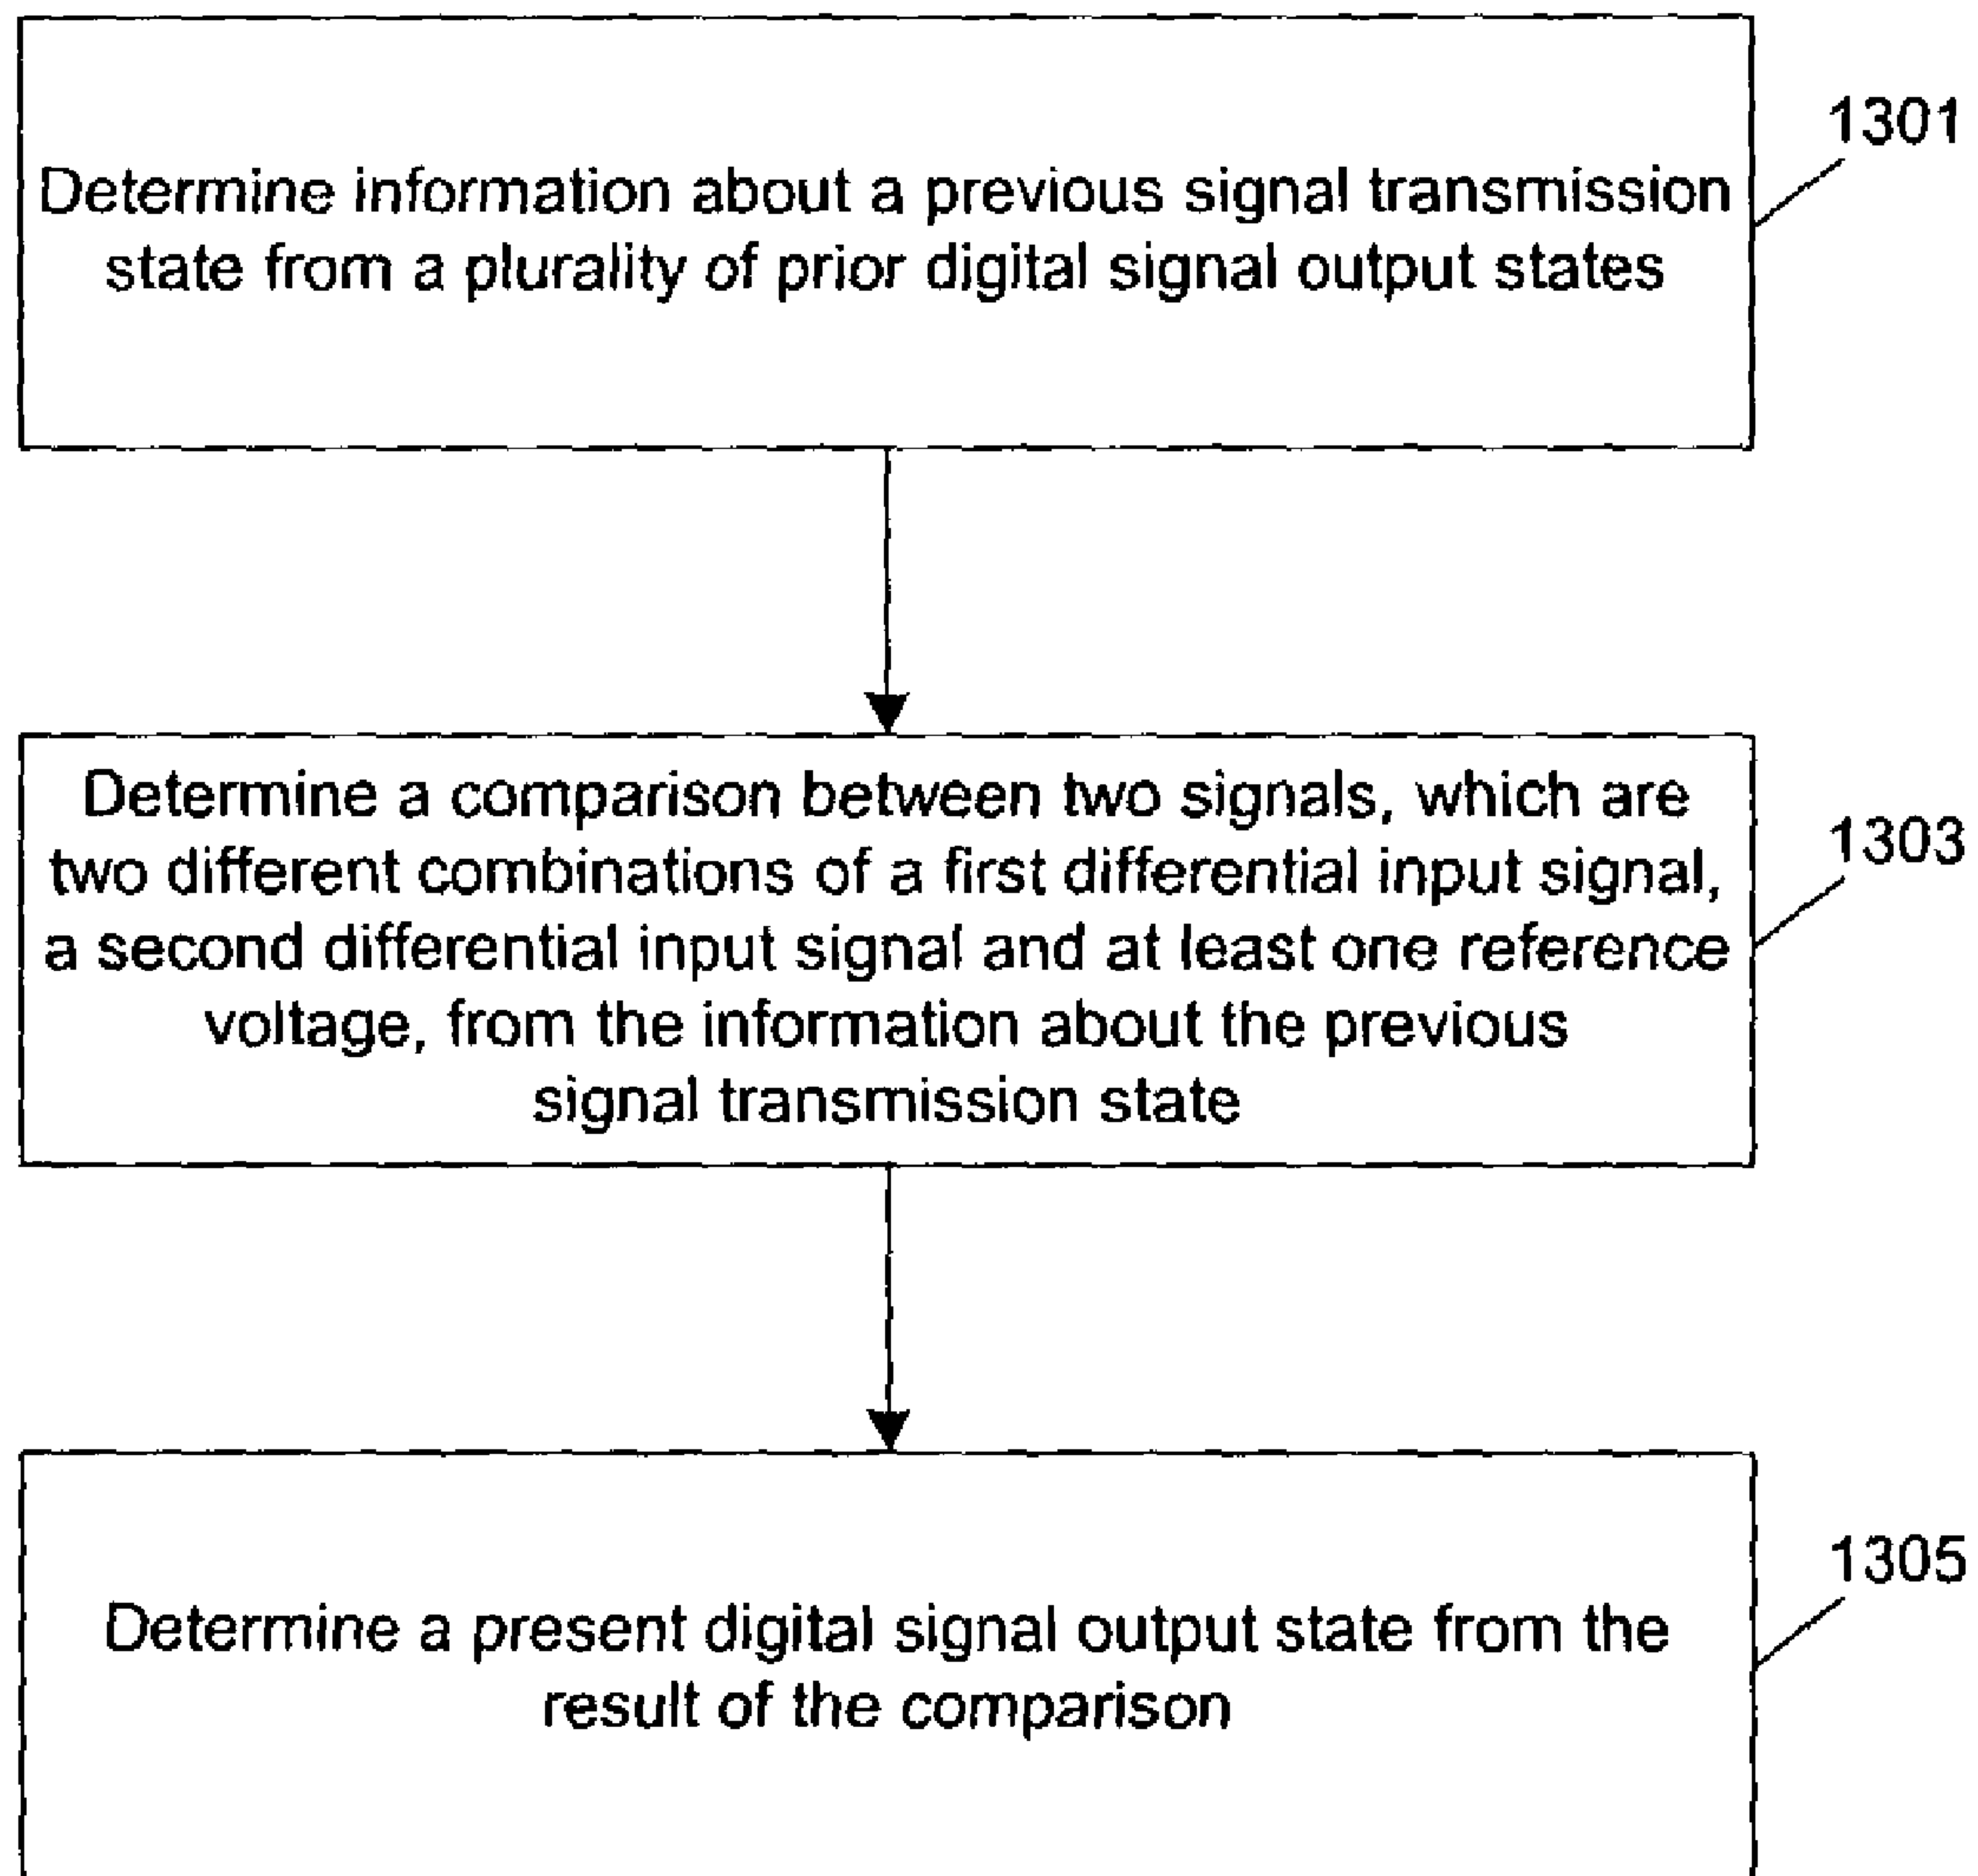 1301
Determine information about a previous signal transmission
state from a plurality of prior digital signal output states
1303
Determine a comparison between two signals, which are
two different combinations of a first differential input signal,
a second differential input signal and at least one reference
voltage, from the information about the previous
signal transmission state
1305
Determine a present digital signal output state from the
result of the comparison